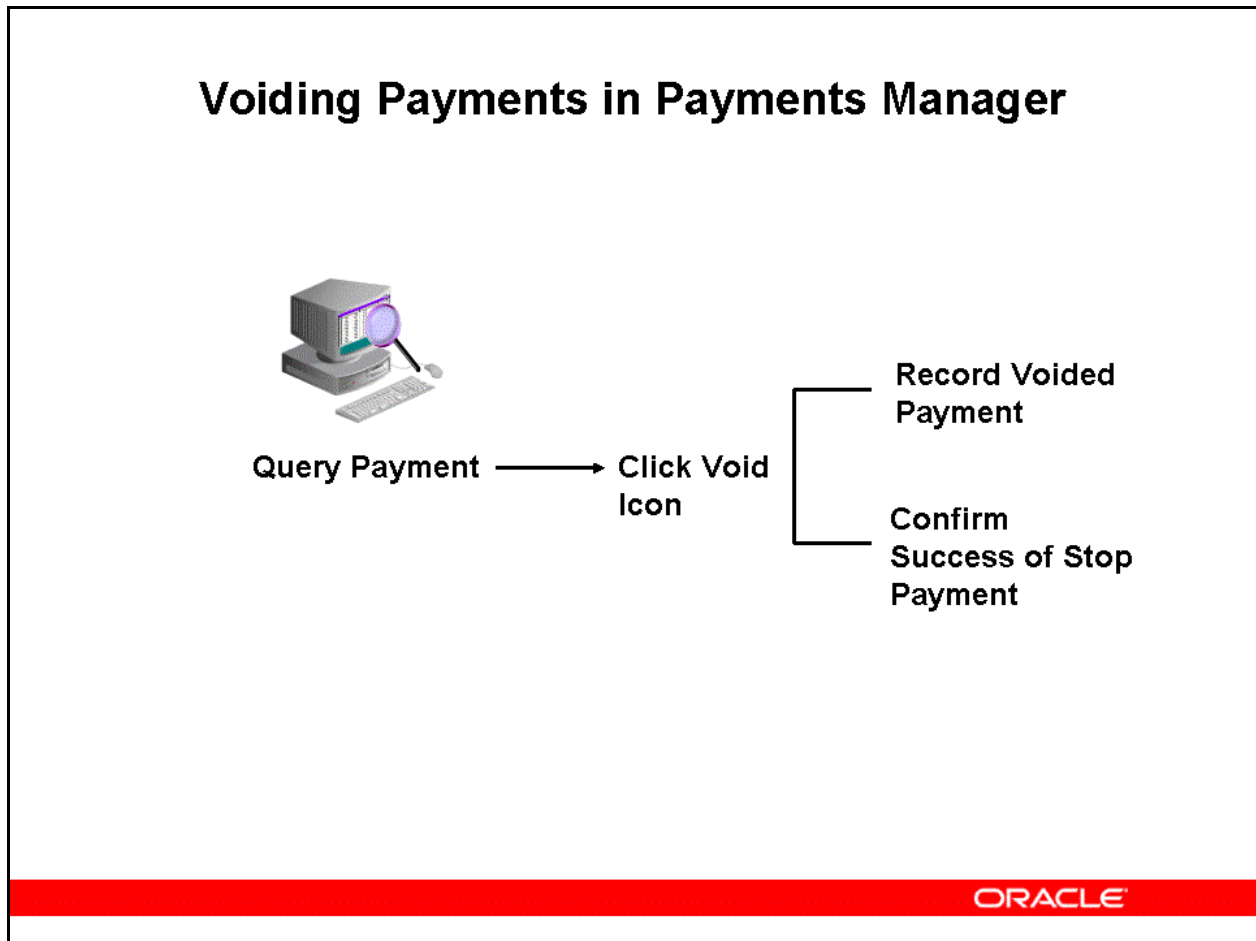 Voiding Payments in Payments Manager
Query Payment
Click Void
Icon
Record Voided
Payment
Confirm
Success of Stop
Payment
ORACLE